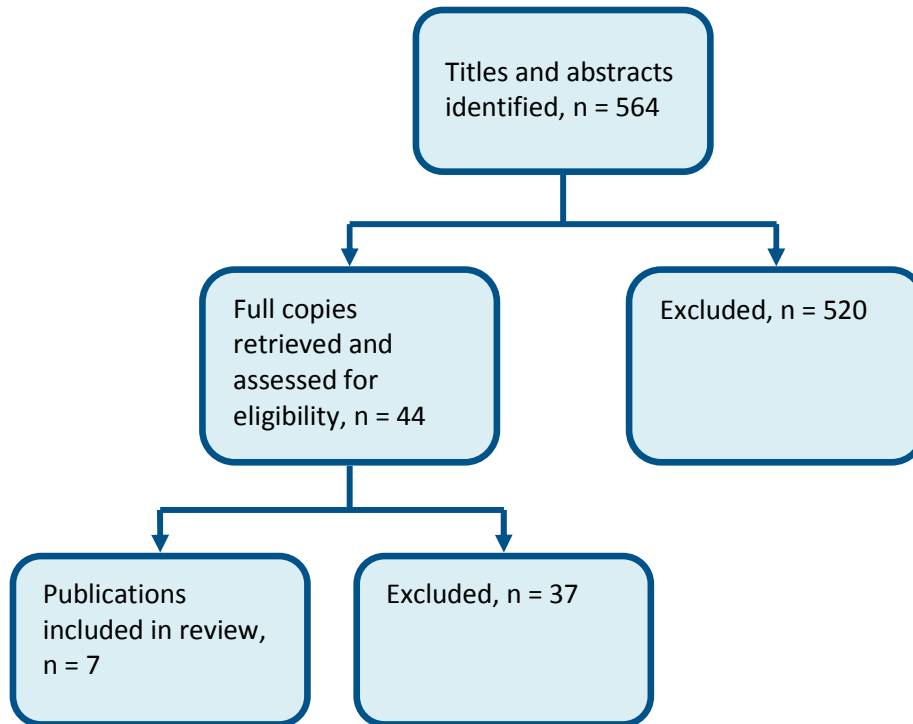 Titles and abstracts
identified, n = 564
Full copies
retrieved and
assessed for
eligibility, n = 44
Excluded, n = 520
Publications
included in review,
n = 7
Excluded, n = 37